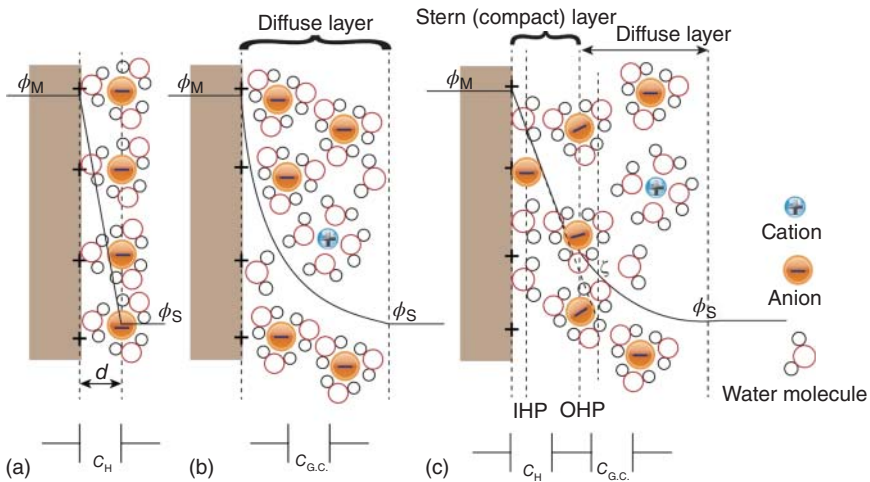 Stern (compact) layer
Diffuse layer
Diffuse layer
ϕM
ϕS
d
ϕM
ϕS
ϕM
ζ
ϕS
IHP OHP
Cation
Anion
Water molecule
(a) CH
(b) CG.C.
(c) CH CG.C.